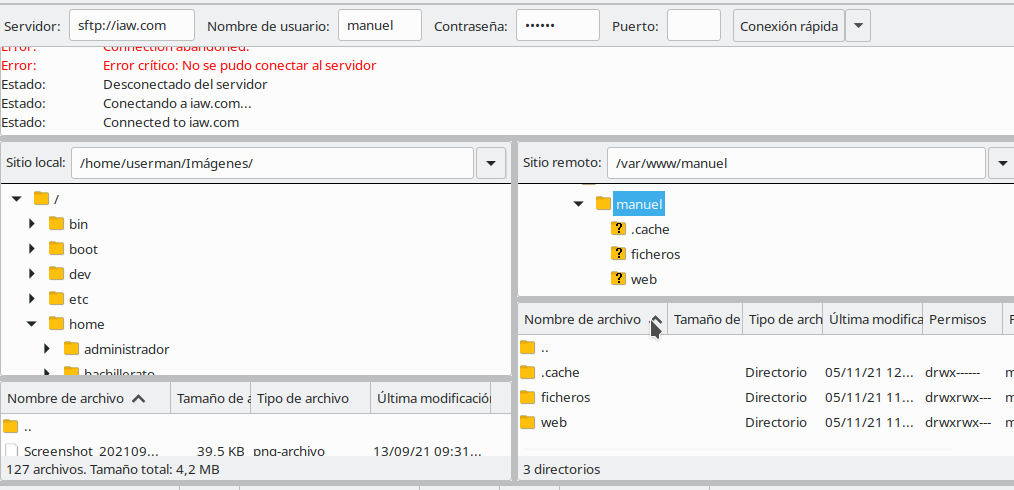 Servidor: sftp://iaw.com Nombre de usuario: manuel Contraseña: •••••• Puerto: Conexión rápida
Error: Connection abandoned.
Error: Error crítico: No se pudo conectar al servidor
Estado: Desconectado del servidor
Estado: Conectando a iaw.com...
Estado: Connected to iaw.com
Sitio local: /home/userman/Imágenes/
/
bin
boot
dev
etc
home
administrador
bachillerato
Nombre de archivo Tamaño de a Tipo de archivo Última modificación
..
Screenshot_202109... 39.5 KB png-archivo 13/09/21 09:31...
127 archivos. Tamaño total: 4,2 MB
Sitio remoto: /var/www/manuel
manuel
.cache
ficheros
web
Nombre de archivo Tamaño de Tipo de arch Última modifica Permisos
..
.cache Directorio 05/11/21 12... drwx------
ficheros Directorio 05/11/21 11... drwxrwx---
web Directorio 05/11/21 11... drwxrwx---
3 directorios